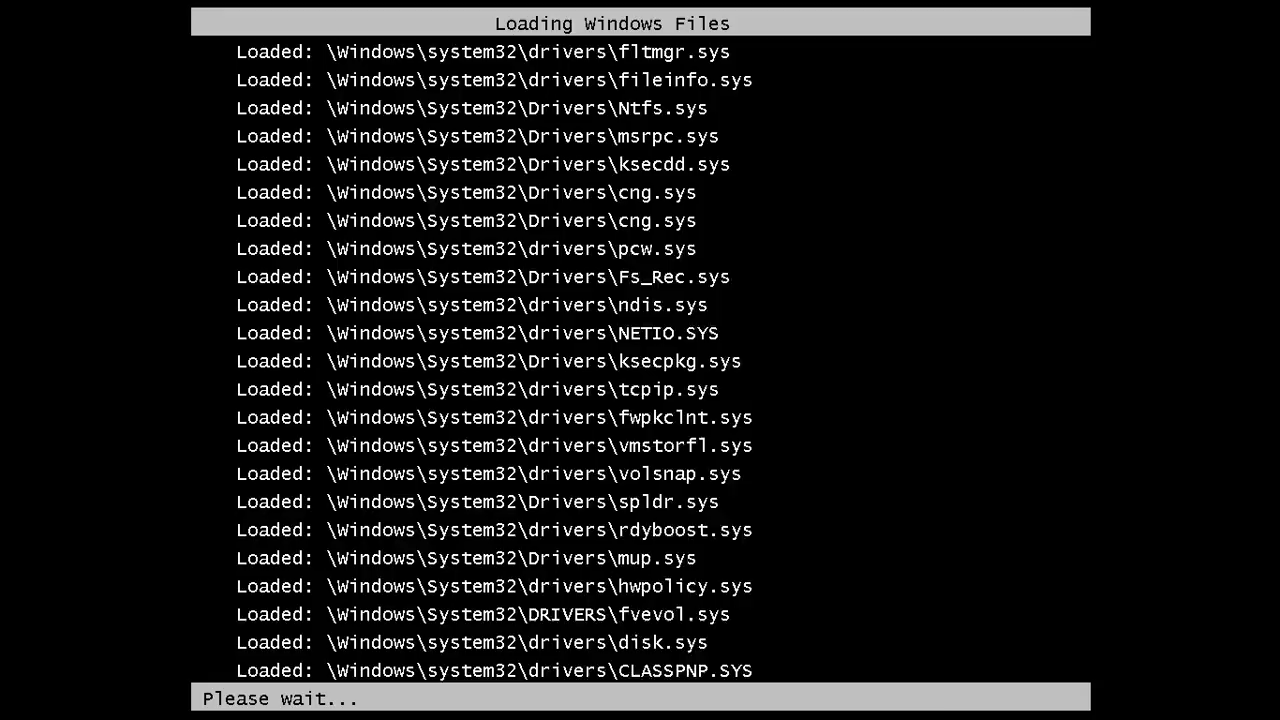 Loading Windows Files
Loaded: \Windows\system32\drivers\fltmgr.sys
Loaded: \Windows\system32\drivers\fileinfo.sys
Loaded: \Windows\System32\Drivers\Ntfs.sys
Loaded: \Windows\System32\Drivers\msrpc.sys
Loaded: \Windows\System32\Drivers\ksecdd.sys
Loaded: \Windows\System32\Drivers\cng.sys
Loaded: \Windows\System32\Drivers\cng.sys
Loaded: \Windows\System32\drivers\pcw.sys
Loaded: \Windows\System32\Drivers\Fs_Rec.sys
Loaded: \Windows\system32\drivers\ndis.sys
Loaded: \Windows\system32\drivers\NETIO.SYS
Loaded: \Windows\System32\Drivers\ksecpkg.sys
Loaded: \Windows\System32\drivers\tcpip.sys
Loaded: \Windows\System32\drivers\fwpkclnt.sys
Loaded: \Windows\system32\drivers\vmstorfl.sys
Loaded: \Windows\system32\drivers\volsnap.sys
Loaded: \Windows\System32\Drivers\spldr.sys
Loaded: \Windows\System32\drivers\rdyboost.sys
Loaded: \Windows\System32\Drivers\mup.sys
Loaded: \Windows\System32\drivers\hwpolicy.sys
Loaded: \Windows\System32\DRIVERS\fvevol.sys
Loaded: \Windows\system32\drivers\disk.sys
Loaded: \Windows\system32\drivers\CLASSPNP.SYS
Please wait...